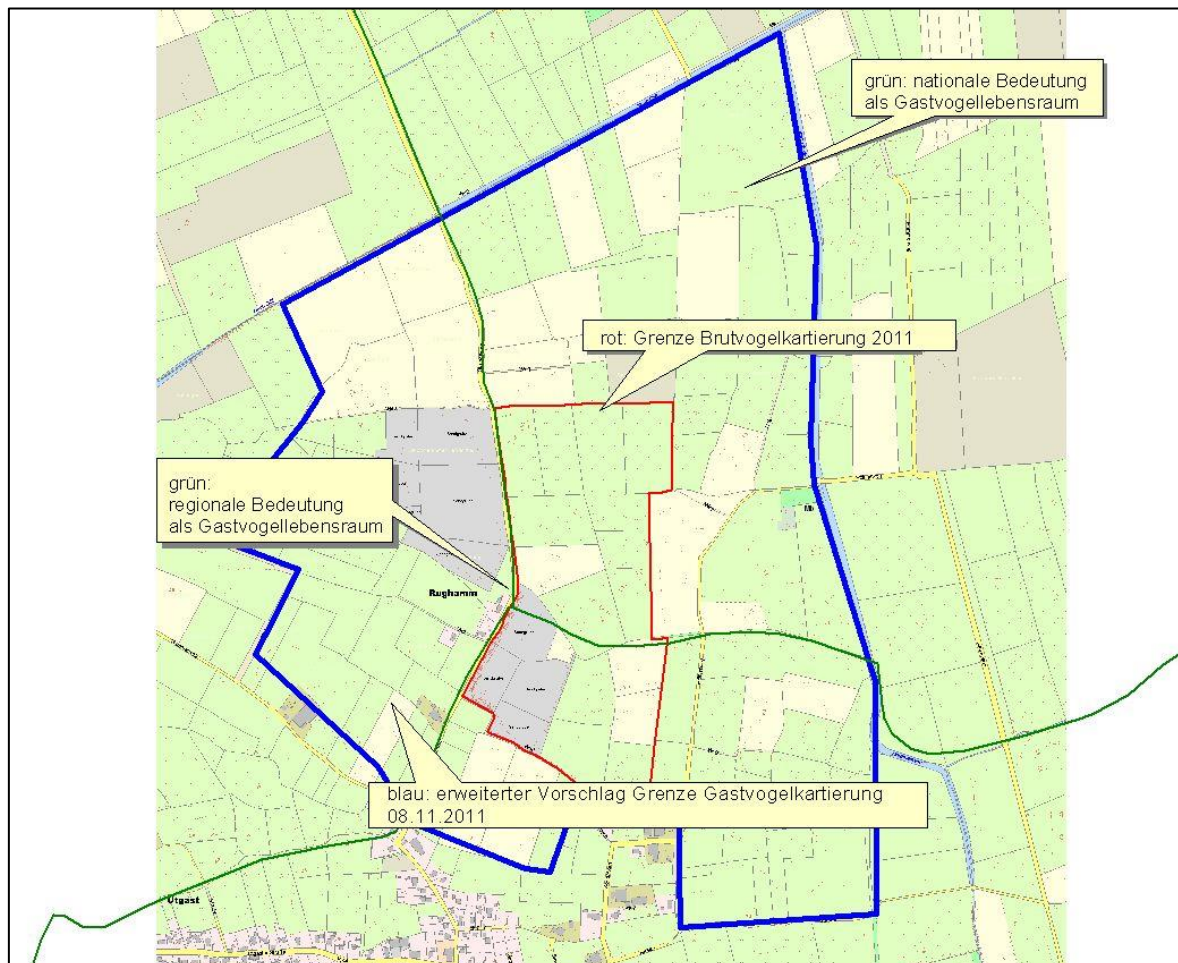 grün: nationale Bedeutung
als Gastvogellebensraum
rot: Grenze Brutvogelkartierung 2011
grün:
regionale Bedeutung
als Gastvogellebensraum
Rughamm
blau: erweiterter Vorschlag Grenze Gastvogelkartierung
08.11.2011
Utgast